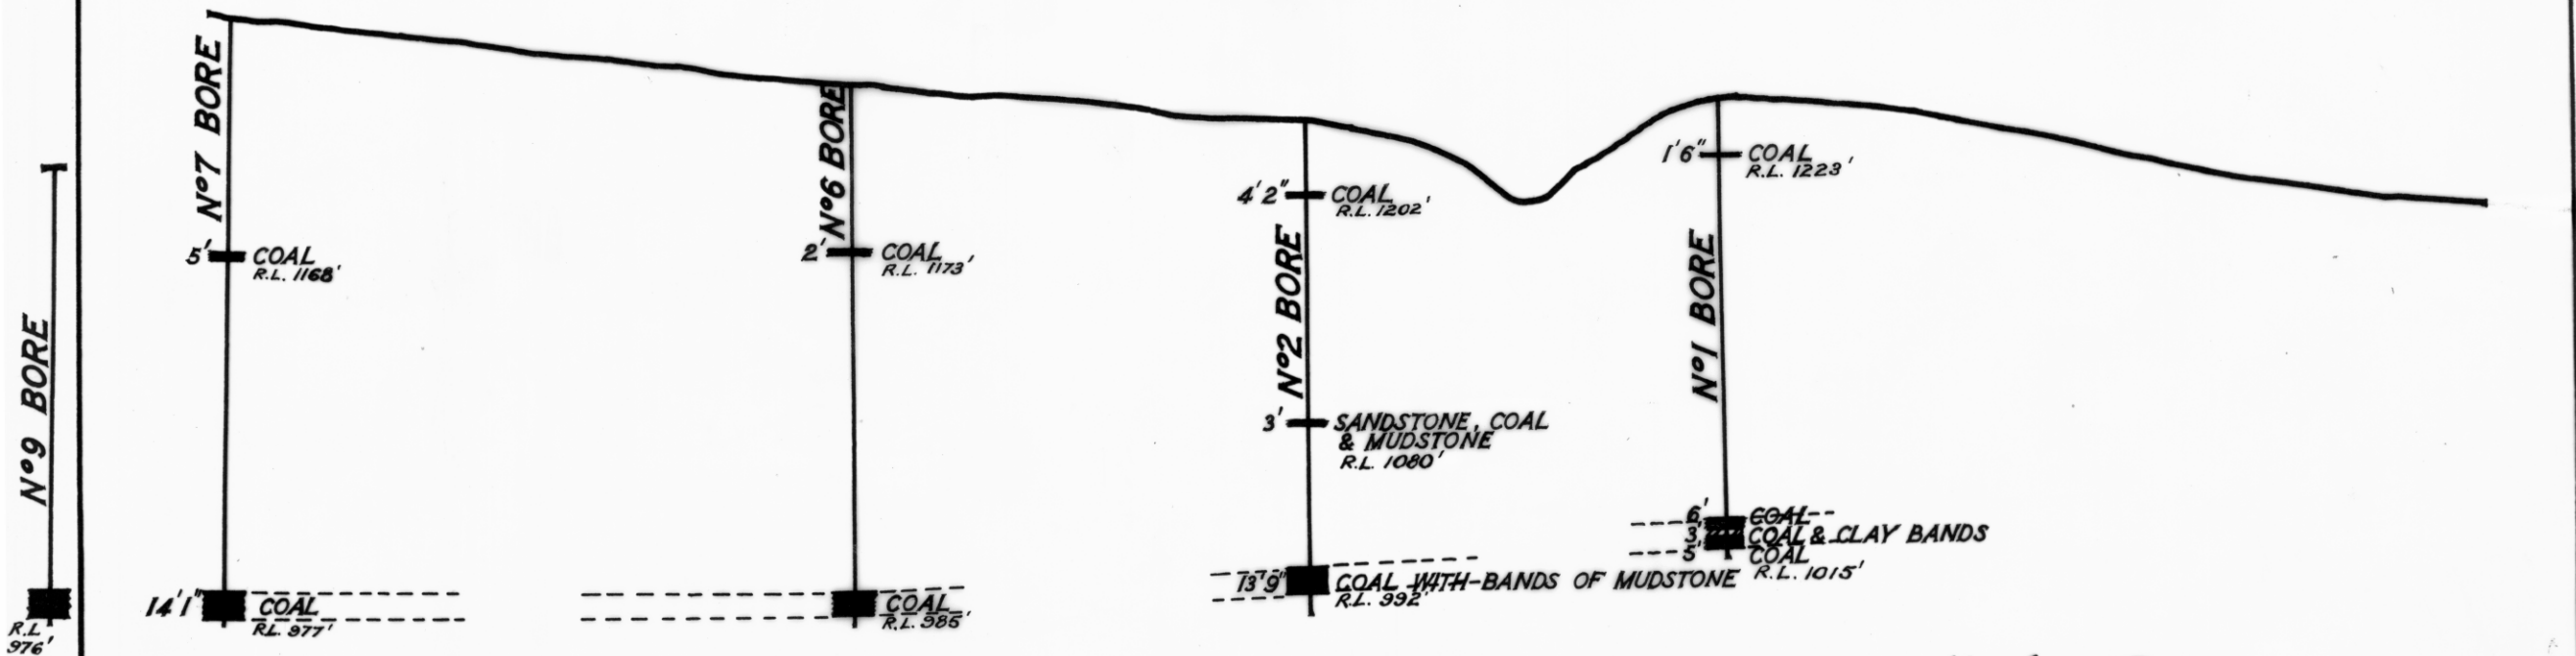 Nº9 BORE
R.L
976'
Nº7 BORE
5' COAL
R.L. 1168'
14'1" COAL
R.L. 977'
Nº6 BORE
2' COAL
R.L. 1173'
COAL
R.L. 985'
Nº2 BORE
4'2" COAL
R.L. 1202'
3' SANDSTONE, COAL
& MUDSTONE
R.L. 1080'
13'9" COAL WITH BANDS OF MUDSTONE
R.L. 992'
Nº1 BORE
1'6" COAL
R.L. 1223'
6' COAL
3' COAL & CLAY BANDS
5' COAL
R.L. 1015'